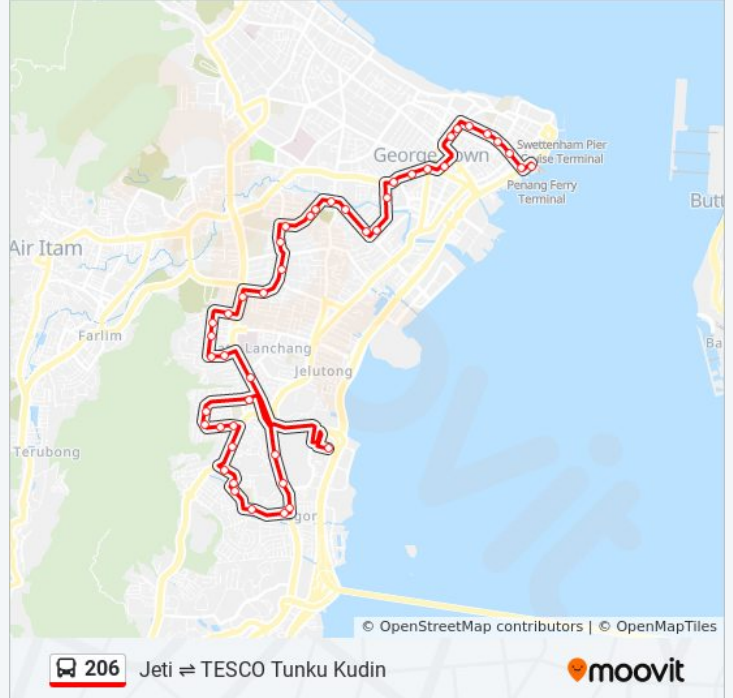 Swettenham Pier
Cruise Terminal
George Town
Penang Ferry
Terminal
Butt
Air Itam
Farlim
Lanchang
Ba
Jelutong
Terubong
gor
© OpenStreetMap contributors | © OpenMapTiles
206 Jeti ⇌ TESCO Tunku Kudin
moovit